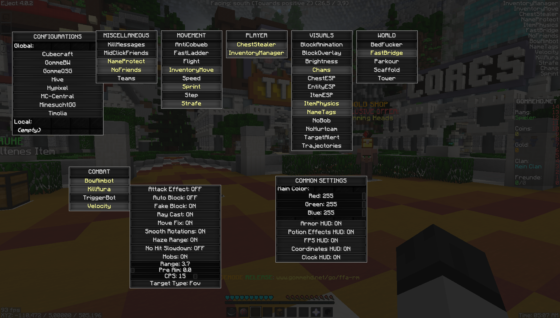 CONFIGURATIONS
Global:
Cubecraft
GommeBW
GommeQSG
Hive
Hypixel
MC-Central
Minesucht00
Timolia
Local:
(empty)
MISCELLANEOUS
KillMessages
MidClickFriends
NameProtect
NoFriends
Teams
MOVEMENT
AntiCobweb
FastLadder
Flight
InventoryMove
Speed
Sprint
Step
Strafe
PLAYER
ChestStealer
InventoryManager
VISUALS
BlockAnimation
BlockOverlay
Brightness
Chams
ChestESP
EntityESP
ItemESP
ItemPhysics
NameTags
NoBob
NoHurtcam
TargetAlert
Trajectories
WORLD
BedFucker
FastBridge
Parkour
Scaffold
Tower
CORES
COMBAT
BowAimbot
KillAura
TriggerBot
Velocity
Attack Effect: OFF
Auto Block: OFF
Fake Block: ON
Ray Cast: ON
Move Fix: ON
Smooth Rotations: ON
Haze Range: ON
No Hit Slowdown: OFF
Mobs: ON
Range: 3.7
Pre Aim: 0.0
CPS: 15
Target Type: Fov
COMMON SETTINGS
Item Color:
Red: 255
Green: 255
Blue: 255
Armor HUD: ON
Potion Effects HUD: ON
FPS HUD: ON
Coordinates HUD: ON
Clock HUD: ON